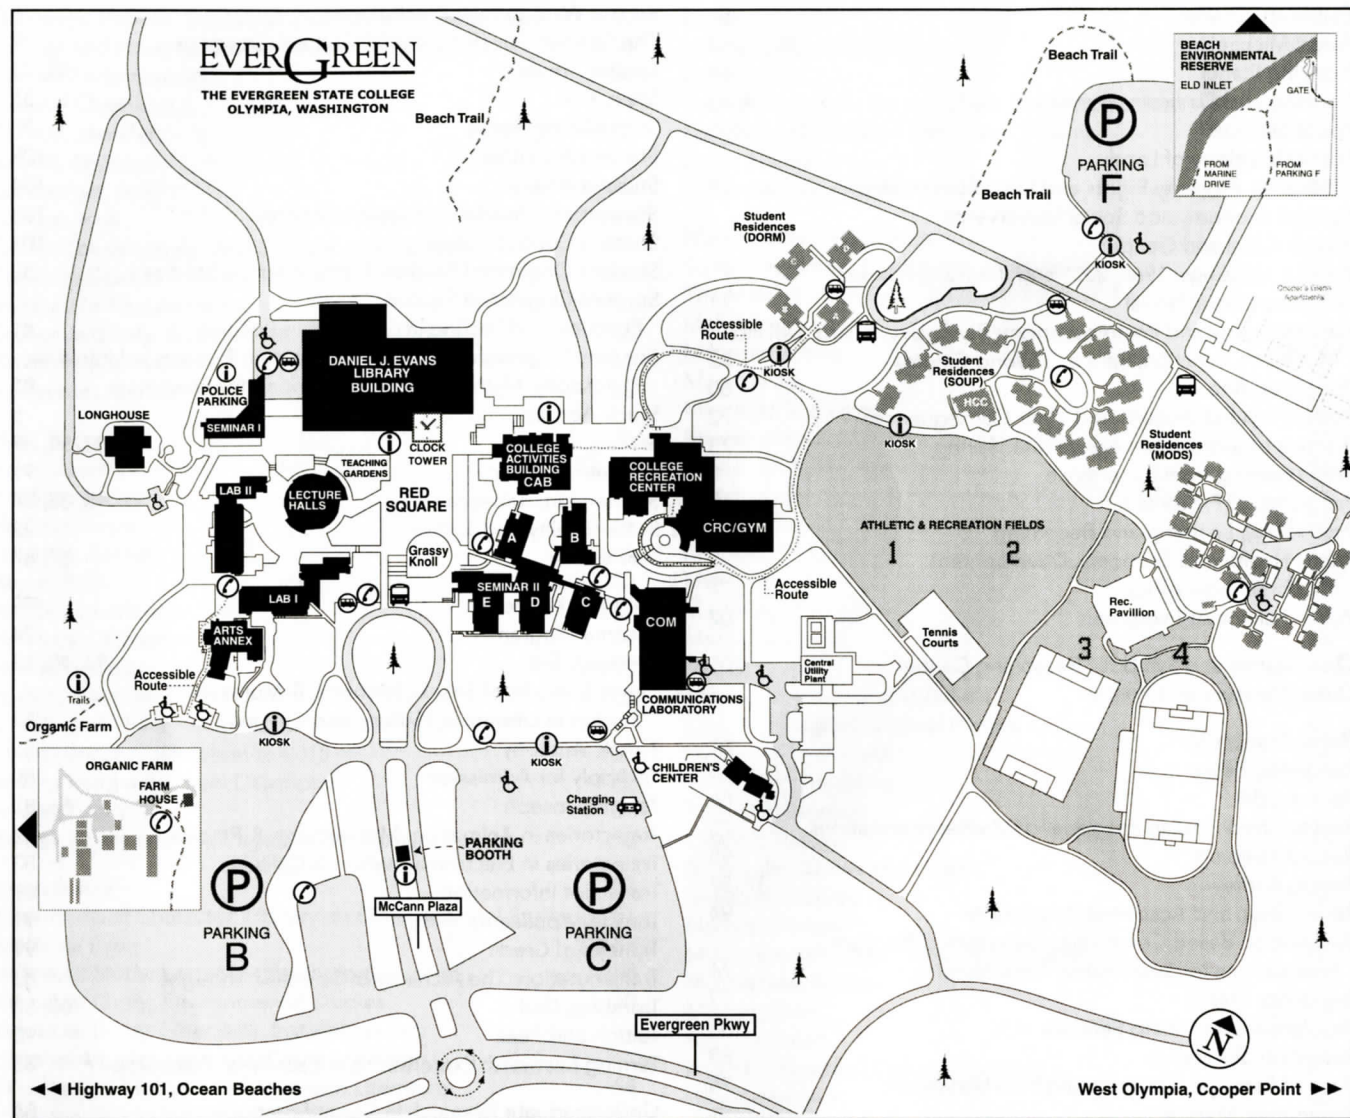 EVERGREEN
THE EVERGREEN STATE COLLEGE
OLYMPIA, WASHINGTON
Beach Trail
Beach Trail
Beach Trail
P
PARKING
F
i
KIOSK
BEACH
ENVIRONMENTAL
RESERVE
ELD INLET
GATE
FROM
MARINE
DRIVE
FROM
PARKING F
Student
Residences
(DORM)
Accessible
Route
i
KIOSK
Student
Residences
(SOUP)
HCC
i
KIOSK
Student
Residences
(MODS)
DANIEL J. EVANS
LIBRARY
BUILDING
i
POLICE
PARKING
SEMINAR I
LONGHOUSE
i
CLOCK
TOWER
TEACHING
GARDENS
i
COLLEGE
ACTIVITIES
BUILDING
CAB
COLLEGE
RECREATION
CENTER
CRC/GYM
LAB II
LECTURE
HALLS
RED
SQUARE
Grassy
Knoll
A
B
SEMINAR II
E
D
C
LAB I
ARTS
ANNEX
Accessible
Route
COM
COMMUNICATIONS
LABORATORY
ATHLETIC & RECREATION FIELDS
1
2
Accessible
Route
Rec.
Pavillion
Tennis
Courts
3
4
Central
Utility
Plant
i
Trails
Organic Farm
i
KIOSK
i
KIOSK
CHILDREN'S
CENTER
Charging
Station
ORGANIC FARM
FARM
HOUSE
PARKING
BOOTH
i
McCann Plaza
P
PARKING
B
P
PARKING
C
Evergreen Pkwy
N
Highway 101, Ocean Beaches
West Olympia, Cooper Point